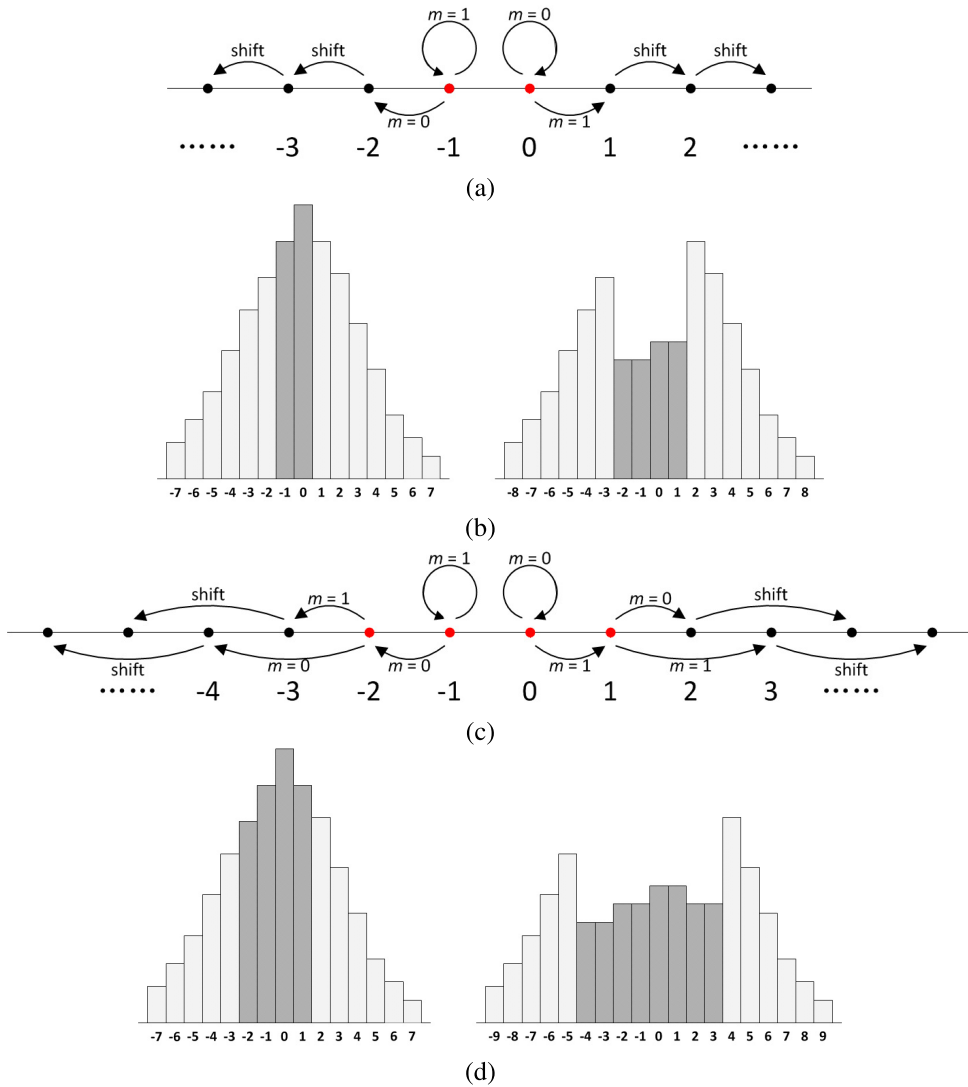 m = 1 m = 0
shift shift shift shift
m = 0 m = 1
······ -3 -2 -1 0 1 2 ······
(a)
-7 -6 -5 -4 -3 -2 -1 0 1 2 3 4 5 6 7 -8 -7 -6 -5 -4 -3 -2 -1 0 1 2 3 4 5 6 7 8
(b)
m = 1 m = 0
shift m = 1 m = 0 shift
shift m = 0 m = 0 m = 1 m = 1 shift
······ -4 -3 -2 -1 0 1 2 3 ······
(c)
-7 -6 -5 -4 -3 -2 -1 0 1 2 3 4 5 6 7 -9 -8 -7 -6 -5 -4 -3 -2 -1 0 1 2 3 4 5 6 7 8 9
(d)